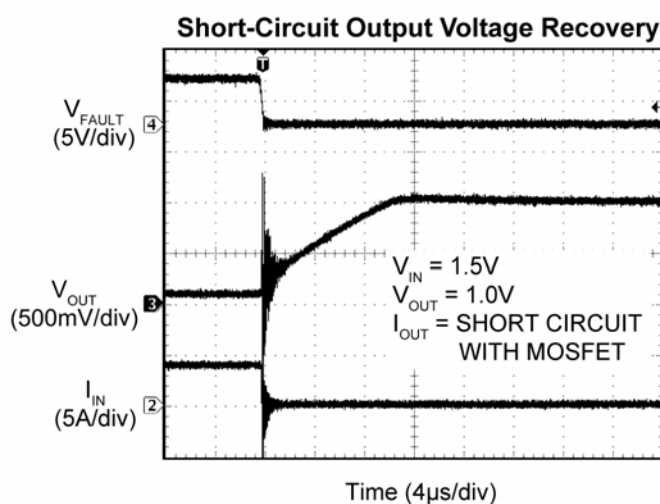 Short-Circuit Output Voltage Recovery
T
V_FAULT
(5V/div)
4
V_IN = 1.5V
V_OUT = 1.0V
I_OUT = SHORT CIRCUIT
WITH MOSFET
V_OUT
(500mV/div)
3
I_IN
(5A/div)
2
Time (4µs/div)